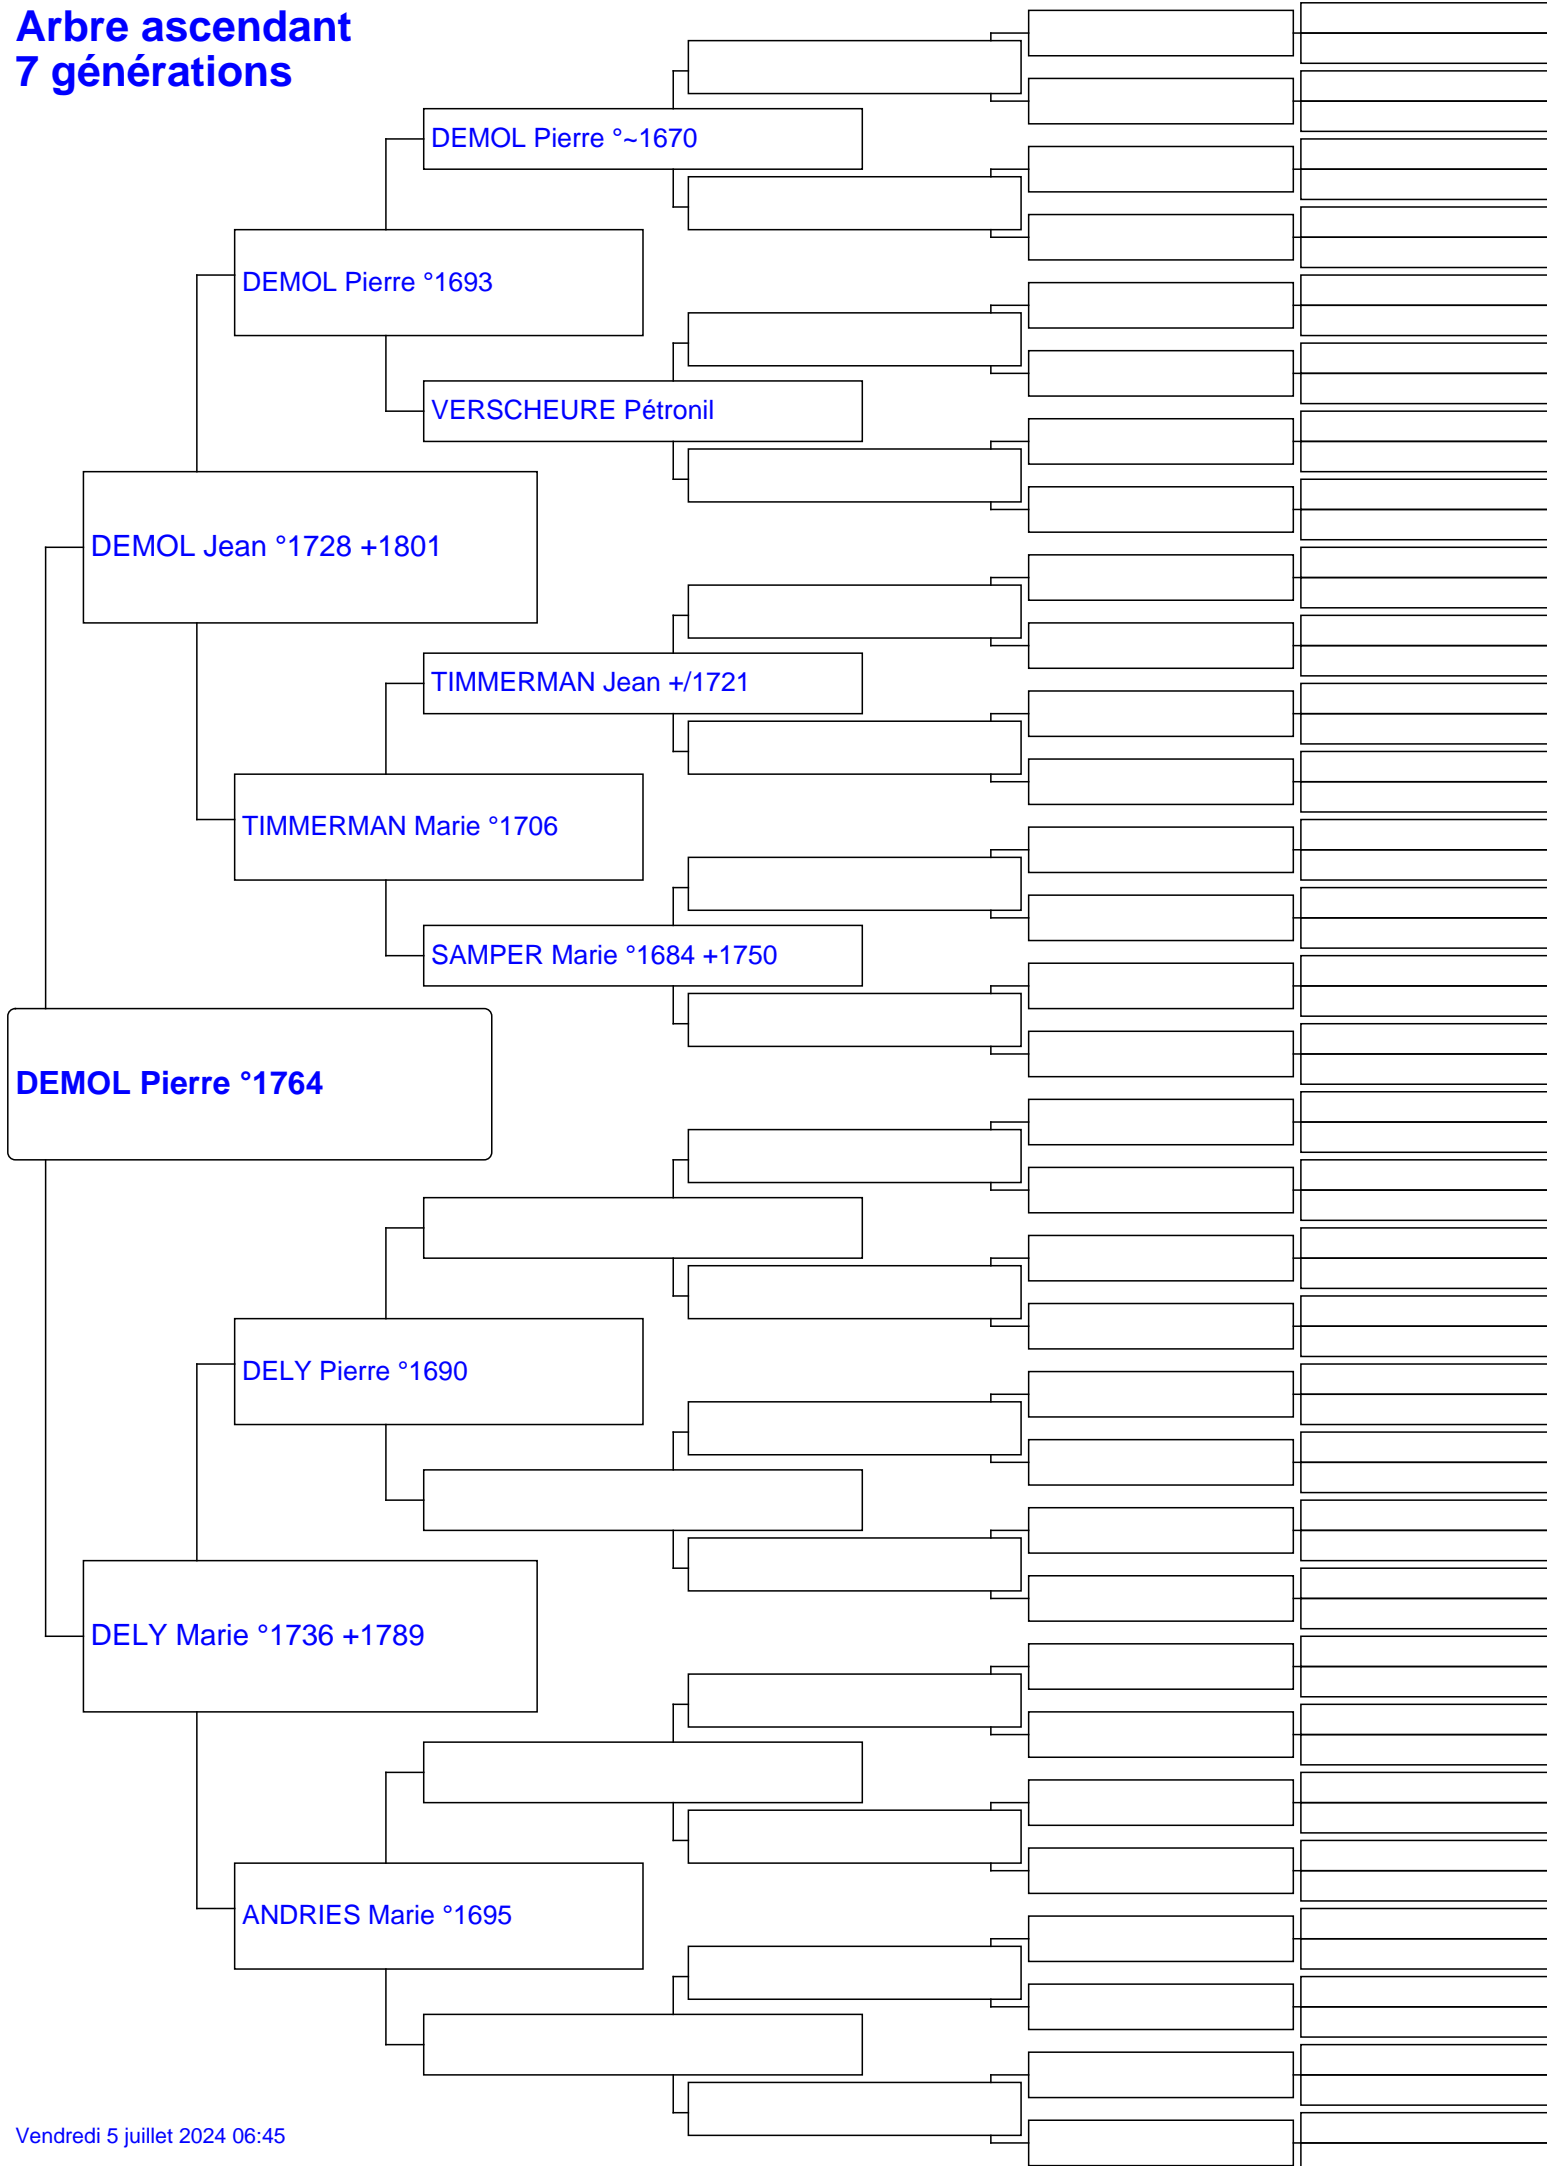 Arbre ascendant
7 générations
DEMOL Pierre °~1670
DEMOL Pierre °1693
VERSCHEURE Pétronil
DEMOL Jean °1728 +1801
TIMMERMAN Jean +/1721
TIMMERMAN Marie °1706
SAMPER Marie °1684 +1750
DEMOL Pierre °1764
DELY Pierre °1690
DELY Marie °1736 +1789
ANDRIES Marie °1695
Vendredi 5 juillet 2024 06:45